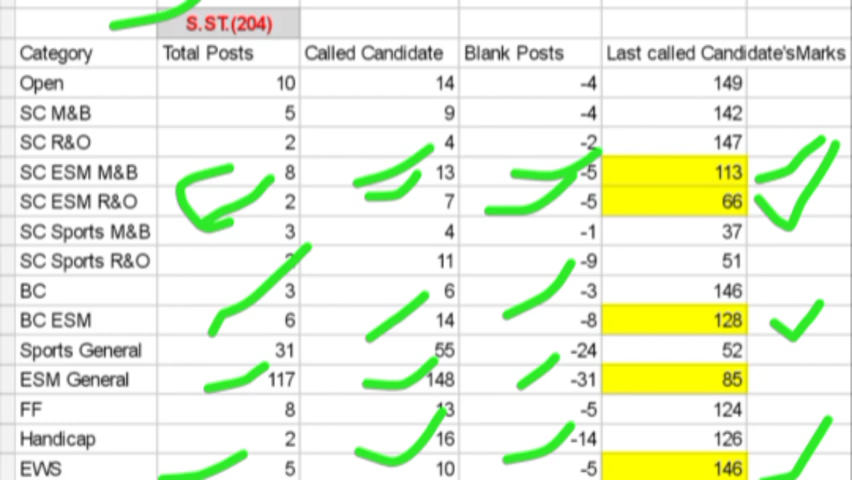 S.ST.(204)
Category Total Posts Called Candidate Blank Posts Last called Candidate'sMarks
Open 10 14 -4 149
SC M&B 5 9 -4 142
SC R&O 2 4 -2 147
SC ESM M&B 8 13 -5 113
SC ESM R&O 2 7 -5 66
SC Sports M&B 3 4 -1 37
SC Sports R&O 2 11 -9 51
BC 3 6 -3 146
BC ESM 6 14 -8 128
Sports General 31 55 -24 52
ESM General 117 148 -31 85
FF 8 13 -5 124
Handicap 2 16 -14 126
EWS 5 10 -5 146